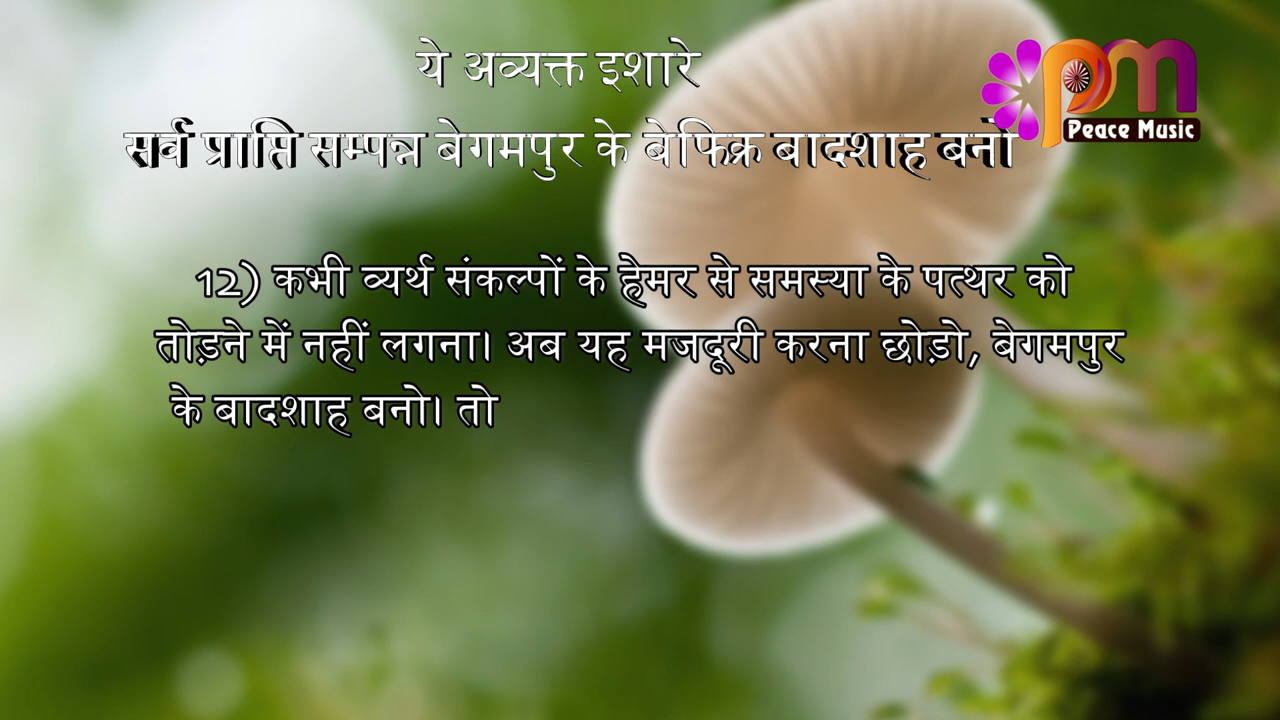 ये अव्यक्त इशारे
सर्व प्राप्ति सम्पन्न बेगमपुर के बेफिक्र बादशाह बनो
pm
Peace Music
12) कभी व्यर्थ संकल्पों के हेमर से समस्या के पत्थर को
तोड़ने में नहीं लगना। अब यह मजदूरी करना छोड़ो, बेगमपुर
के बादशाह बनो। तो